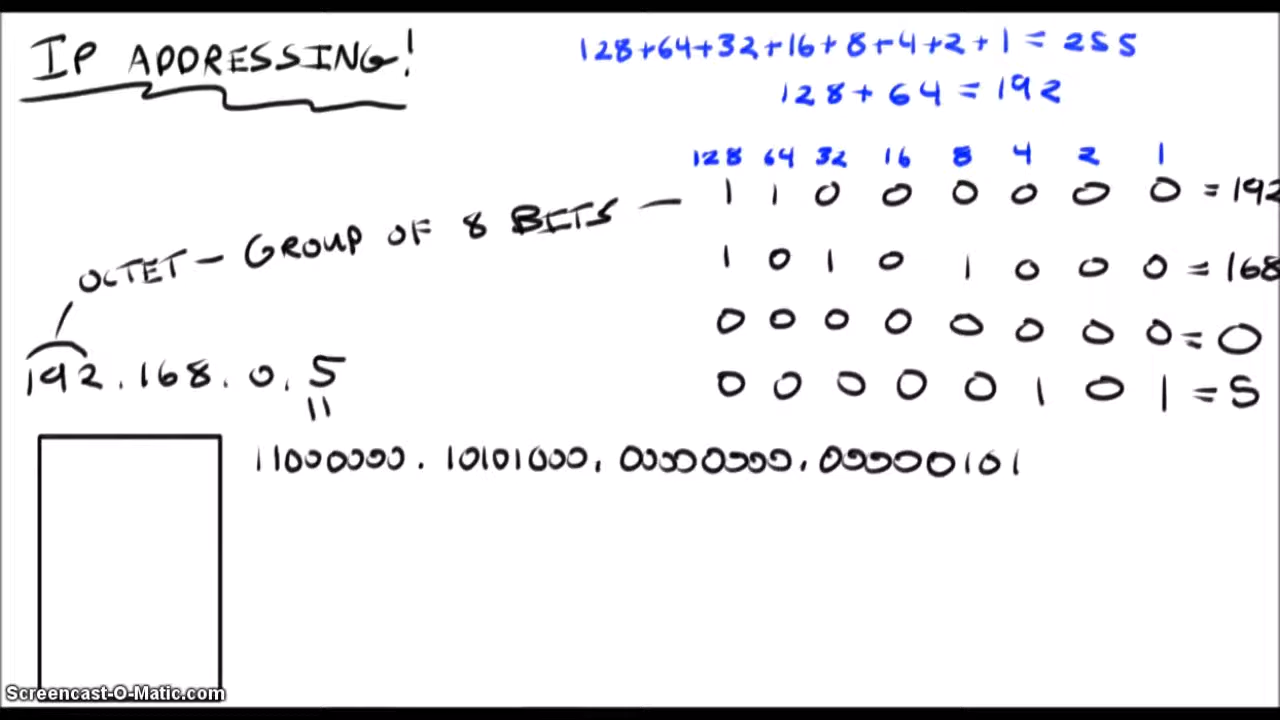 IP ADDRESSING!
128+64+32+16+8+4+2+1=255
128+64=192
128 64 32 16 8 4 2 1
1 1 0 0 0 0 0 0 = 192
OCTET - GROUP OF 8 BITS -
1 0 1 0 1 0 0 0 = 168
0 0 0 0 0 0 0 0 = 0
192.168.0.5
0 0 0 0 0 1 0 1 = 5
11000000.10101000.00000000.00000101
Screencast-O-Matic.com